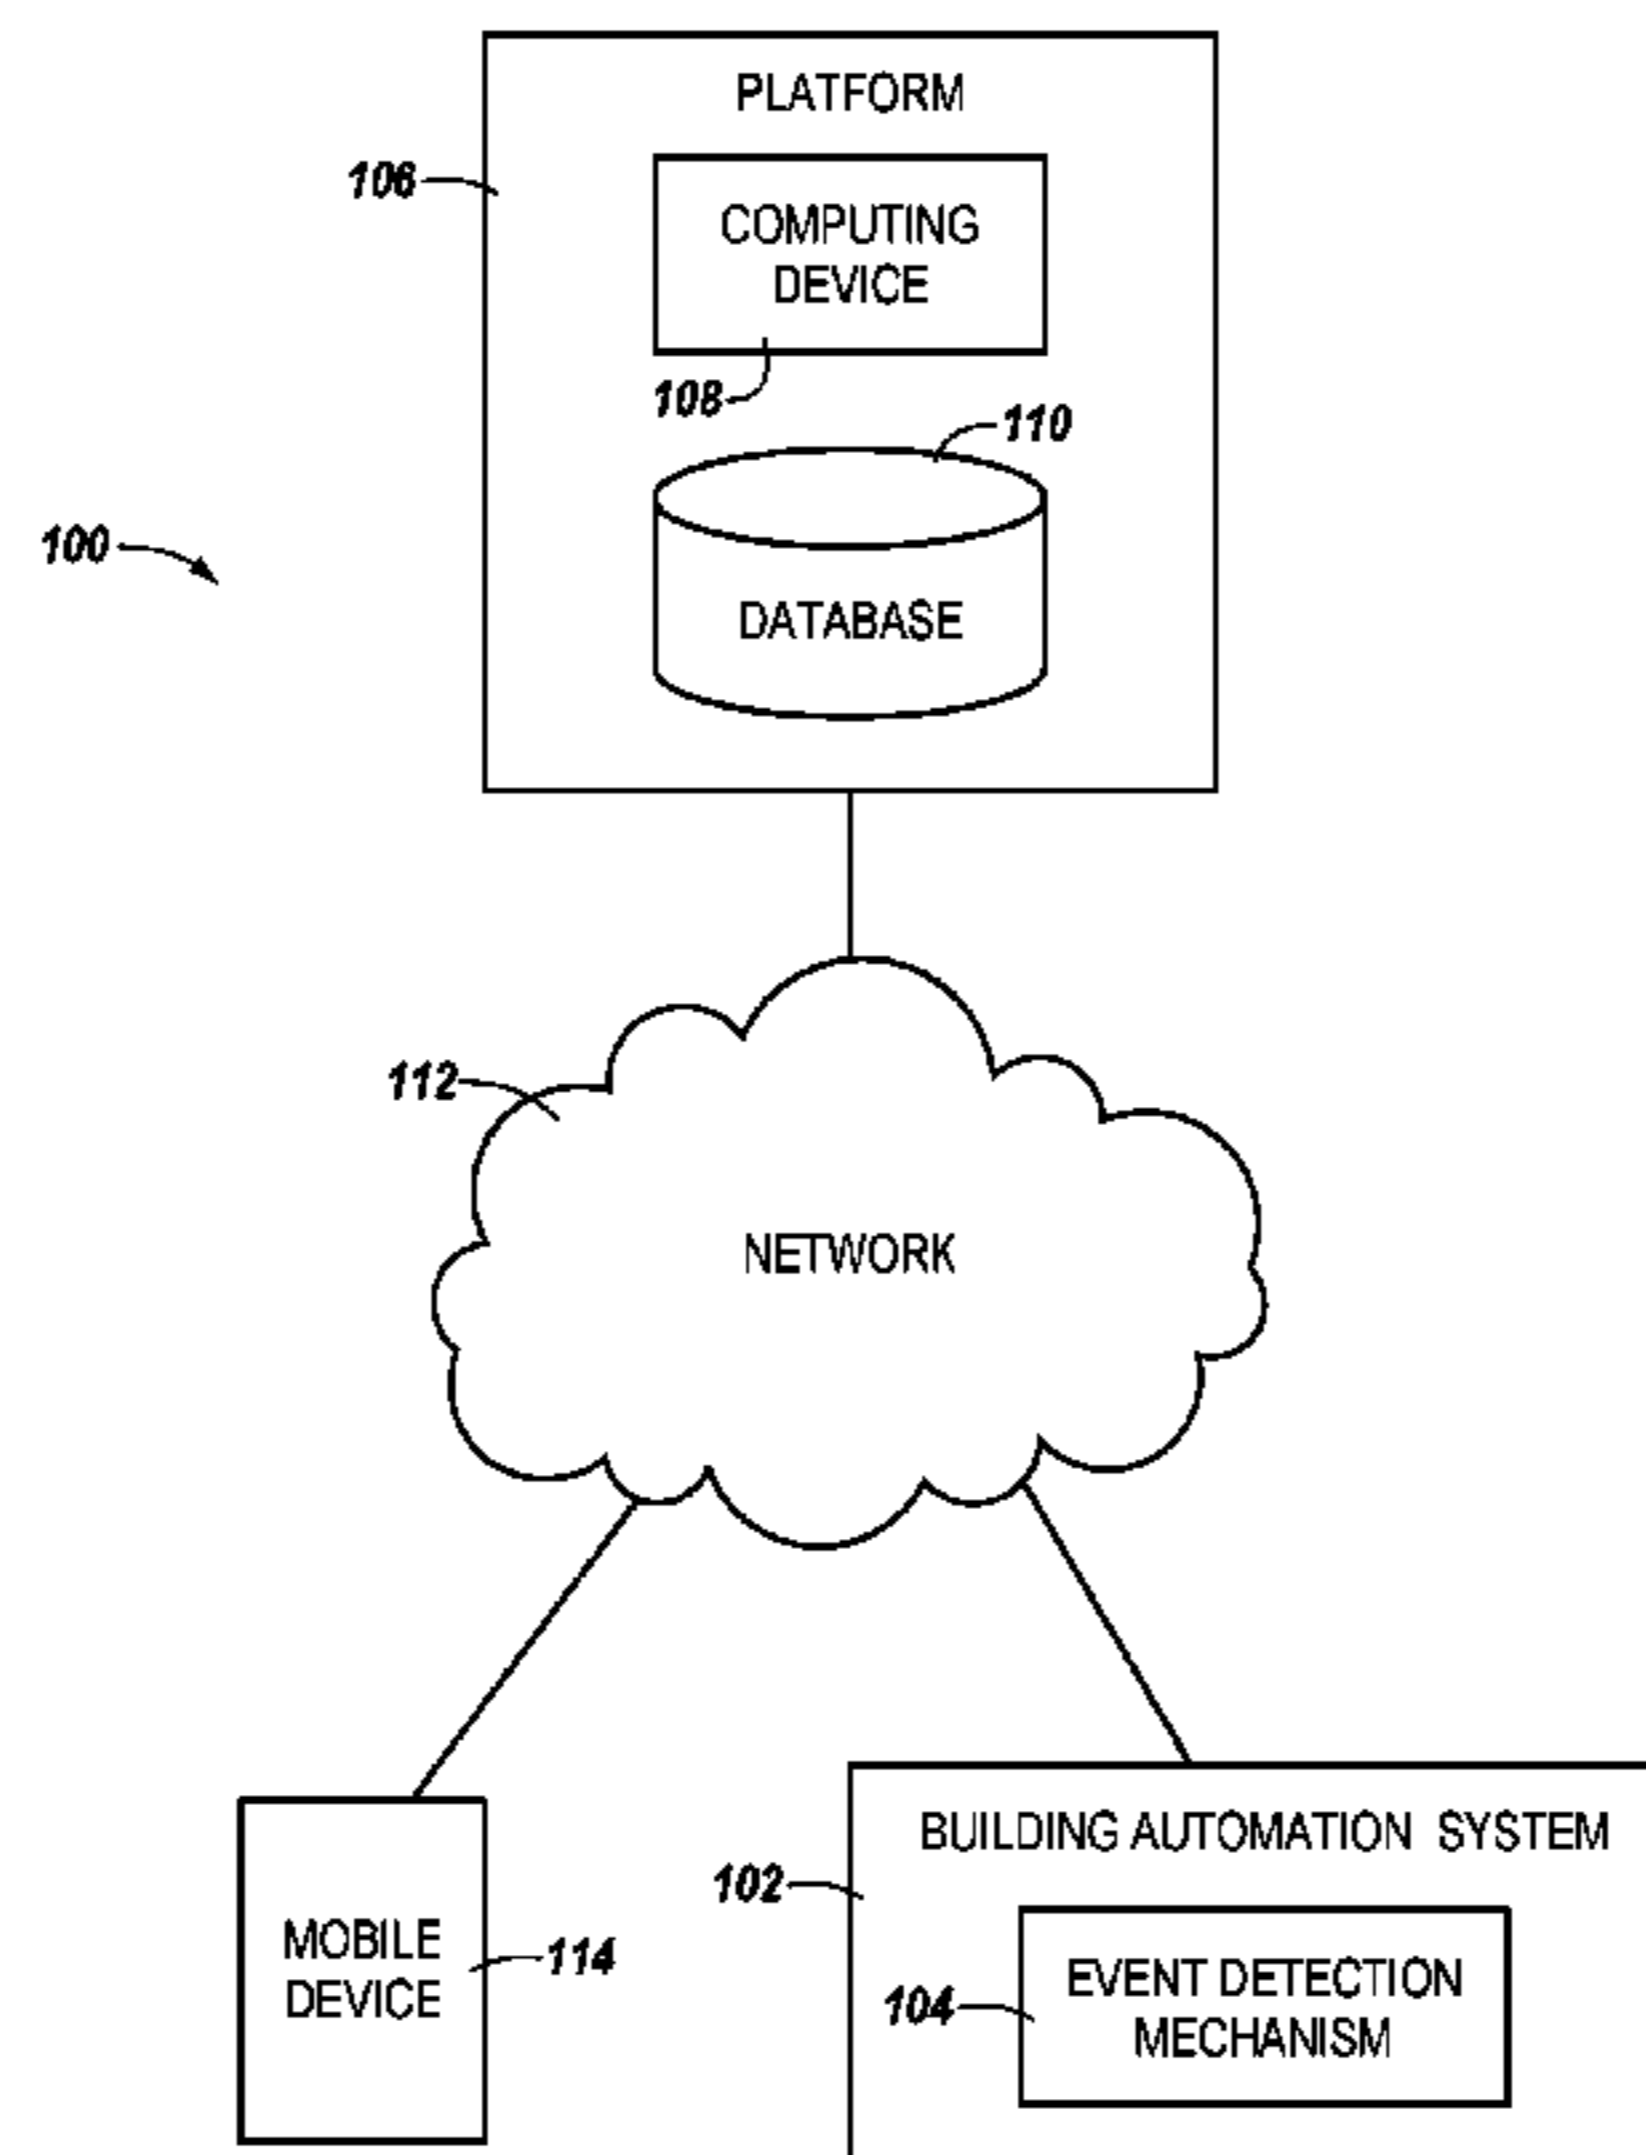 PLATFORM
106
COMPUTING
DEVICE
108
110
100
DATABASE
112
NETWORK
BUILDING AUTOMATION SYSTEM
102
MOBILE
DEVICE
114
EVENT DETECTION
MECHANISM
104